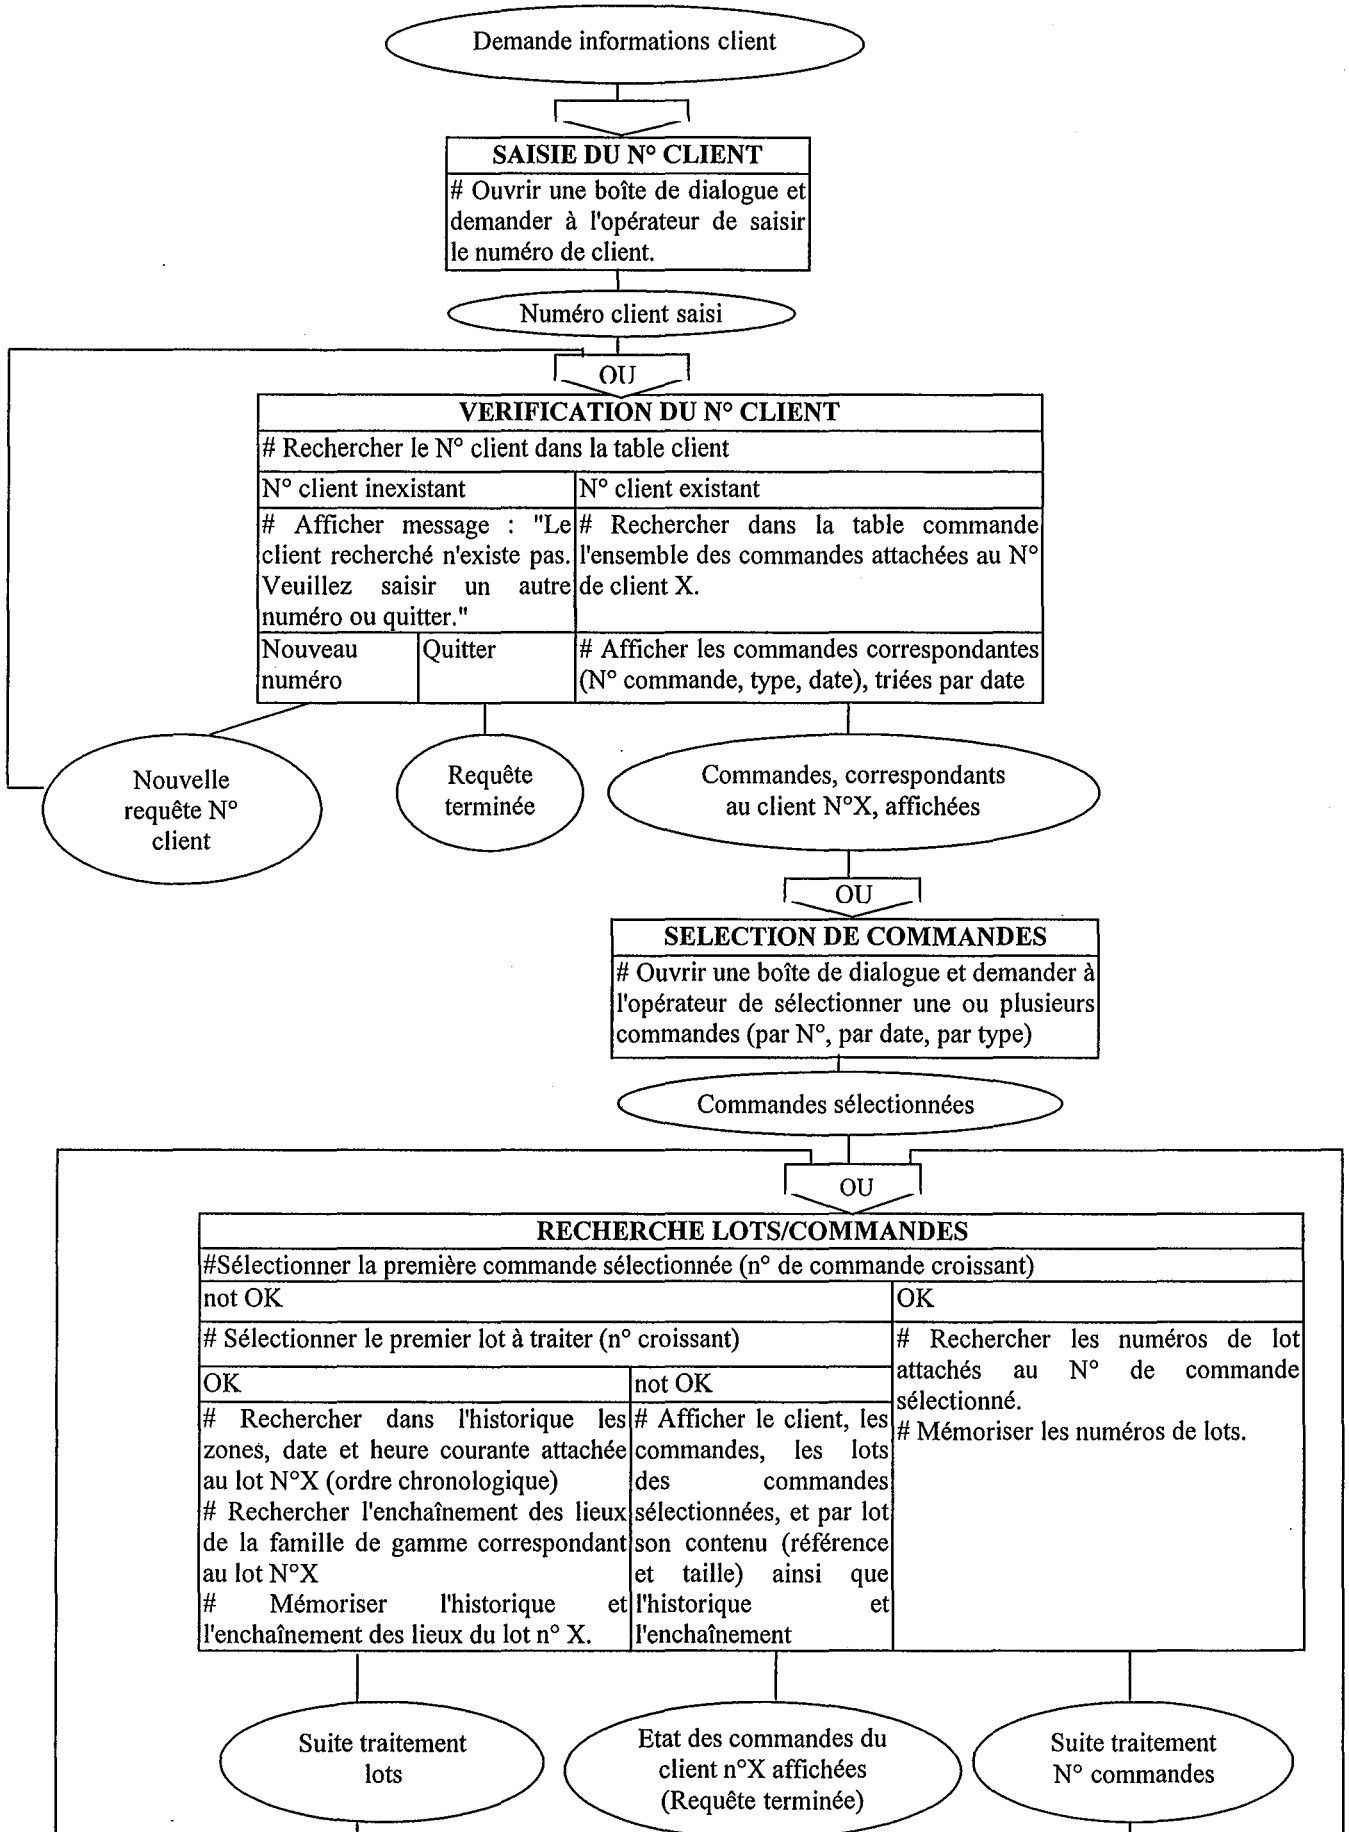 Demande informations client
SAISIE DU N° CLIENT
# Ouvrir une boîte de dialogue et
demander à l'opérateur de saisir
le numéro de client.
Numéro client saisi
OU
VERIFICATION DU N° CLIENT
# Rechercher le N° client dans la table client
N° client inexistant
# Afficher message : "Le
client recherché n'existe pas.
Veuillez saisir un autre
numéro ou quitter."
Nouveau
numéro
Quitter
N° client existant
# Rechercher dans la table commande
l'ensemble des commandes attachées au N°
de client X.
# Afficher les commandes correspondantes
(N° commande, type, date), triées par date
Nouvelle
requête N°
client
Requête
terminée
Commandes, correspondants
au client N°X, affichées
OU
SELECTION DE COMMANDES
# Ouvrir une boîte de dialogue et demander à
l'opérateur de sélectionner une ou plusieurs
commandes (par N°, par date, par type)
Commandes sélectionnées
OU
RECHERCHE LOTS/COMMANDES
#Sélectionner la première commande sélectionnée (n° de commande croissant)
not OK
# Sélectionner le premier lot à traiter (n° croissant)
OK
# Rechercher dans l'historique les
zones, date et heure courante attachée
au lot N°X (ordre chronologique)
# Rechercher l'enchaînement des lieux
de la famille de gamme correspondant
au lot N°X
# Mémoriser l'historique et
l'enchaînement des lieux du lot n° X.
not OK
# Afficher le client, les
commandes, les lots
des commandes
sélectionnées, et par lot
son contenu (référence
et taille) ainsi que
l'historique et
l'enchaînement
OK
# Rechercher les numéros de lot
attachés au N° de commande
sélectionné.
# Mémoriser les numéros de lots.
Suite traitement
lots
Etat des commandes du
client n°X affichées
(Requête terminée)
Suite traitement
N° commandes